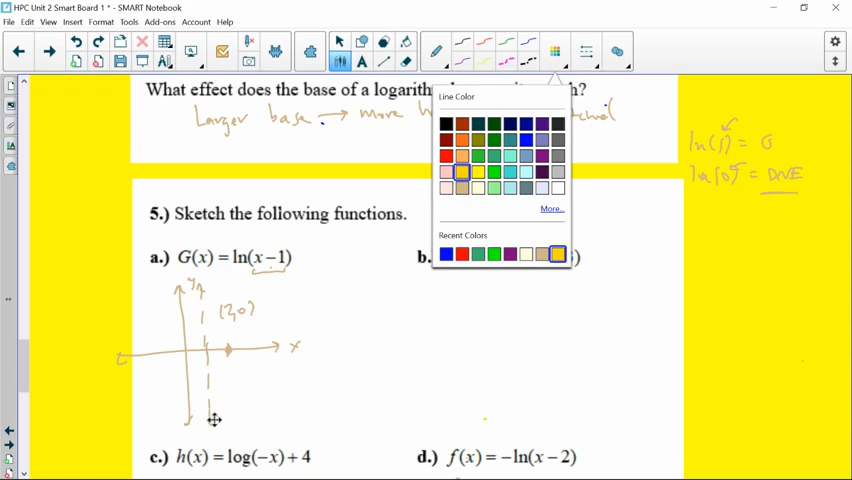 HPC Unit 2 Smart Board 1 * - SMART Notebook
File Edit View Insert Format Tools Add-ons Account Help
What effect does the base of a logarithm
h?
Larger base → more
Line Color
More...
Recent Colors
ln(1) = 0
ln(0) = DNE
5.) Sketch the following functions.
a.) G(x) = ln(x−1)
b.
)
y
(2,0)
x
c.) h(x) = log(−x) + 4
d.) f(x) = −ln(x − 2)